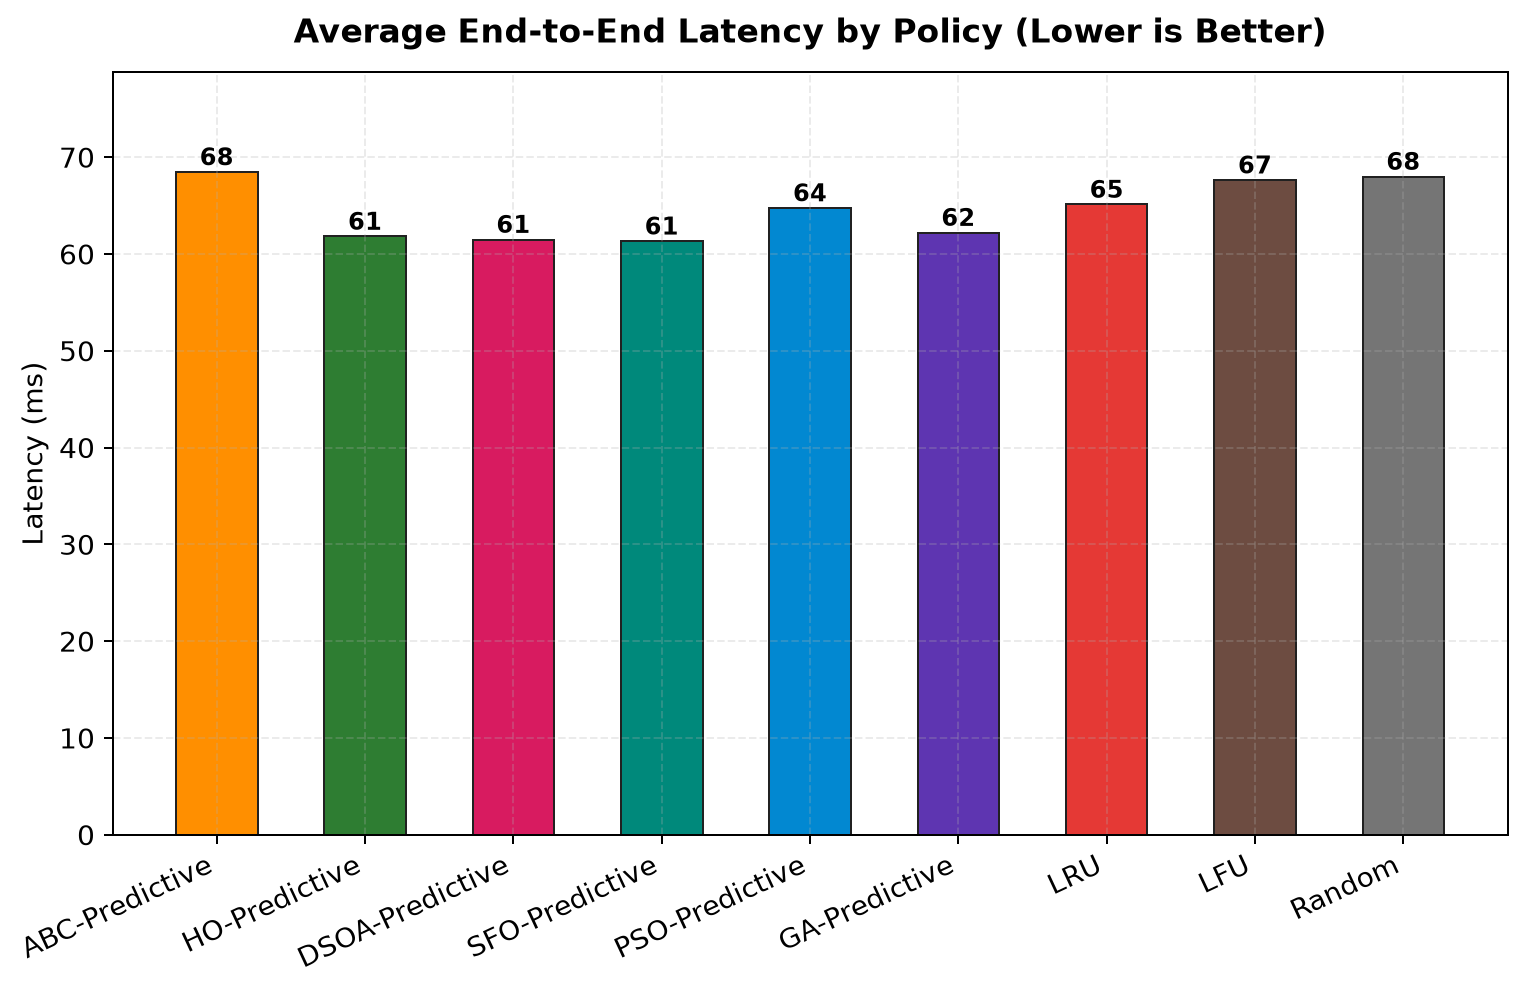 Average End-to-End Latency by Policy (Lower is Better)
Latency (ms)
70
60
50
40
30
20
10
0
68
61
61
61
64
62
65
67
68
ABC-Predictive
HO-Predictive
DSOA-Predictive
SFO-Predictive
PSO-Predictive
GA-Predictive
LRU
LFU
Random